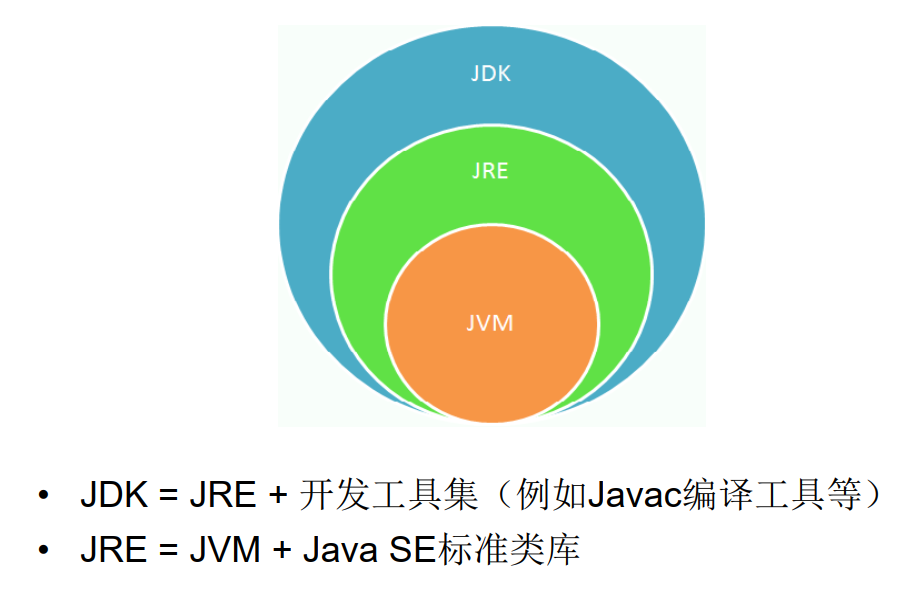 JDK
JRE
JVM
• JDK = JRE + 开发工具集（例如Javac编译工具等）
• JRE = JVM + Java SE标准类库